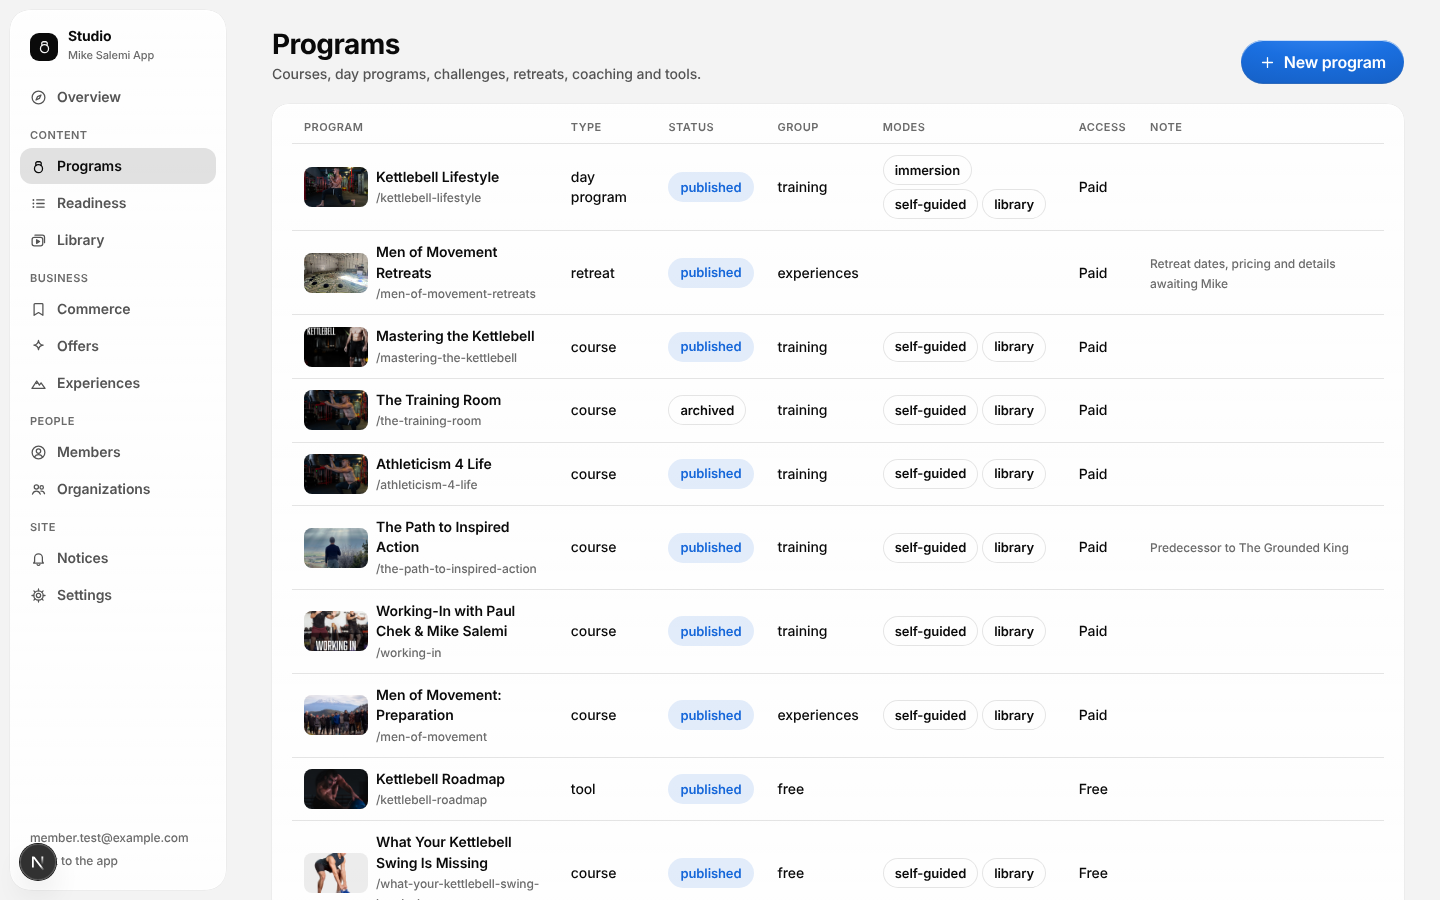 Studio
Mike Salemi App
Overview
CONTENT
Programs
Readiness
Library
BUSINESS
Commerce
Offers
Experiences
PEOPLE
Members
Organizations
SITE
Notices
Settings
member.test@example.com
to the app
N
Programs
Courses, day programs, challenges, retreats, coaching and tools.
+ New program
PROGRAM TYPE STATUS GROUP MODES ACCESS NOTE
Kettlebell Lifestyle
/kettlebell-lifestyle
day
program
published
training
immersion
self-guided library
Paid
Men of Movement
Retreats
/men-of-movement-retreats
retreat
published
experiences
Paid
Retreat dates, pricing and details
awaiting Mike
KETTLEBELL
Mastering the Kettlebell
/mastering-the-kettlebell
course
published
training
self-guided library
Paid
The Training Room
/the-training-room
course
archived
training
self-guided library
Paid
Athleticism 4 Life
/athleticism-4-life
course
published
training
self-guided library
Paid
The Path to Inspired
Action
/the-path-to-inspired-action
course
published
training
self-guided library
Paid
Predecessor to The Grounded King
WORKING IN
Working-In with Paul
Chek & Mike Salemi
/working-in
course
published
training
self-guided library
Paid
Men of Movement:
Preparation
/men-of-movement
course
published
experiences
self-guided library
Paid
Kettlebell Roadmap
/kettlebell-roadmap
tool
published
free
Free
What Your Kettlebell
Swing Is Missing
/what-your-kettlebell-swing-
course
published
free
self-guided library
Free